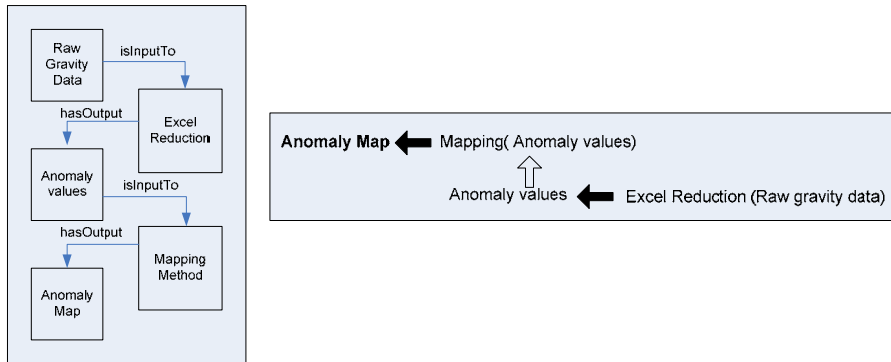 Raw
Gravity
Data
isInputTo
Excel
Reduction
hasOutput
Anomaly
values
isInputTo
Mapping
Method
hasOutput
Anomaly
Map
Anomaly Map
Mapping( Anomaly values)
Anomaly values
Excel Reduction (Raw gravity data)